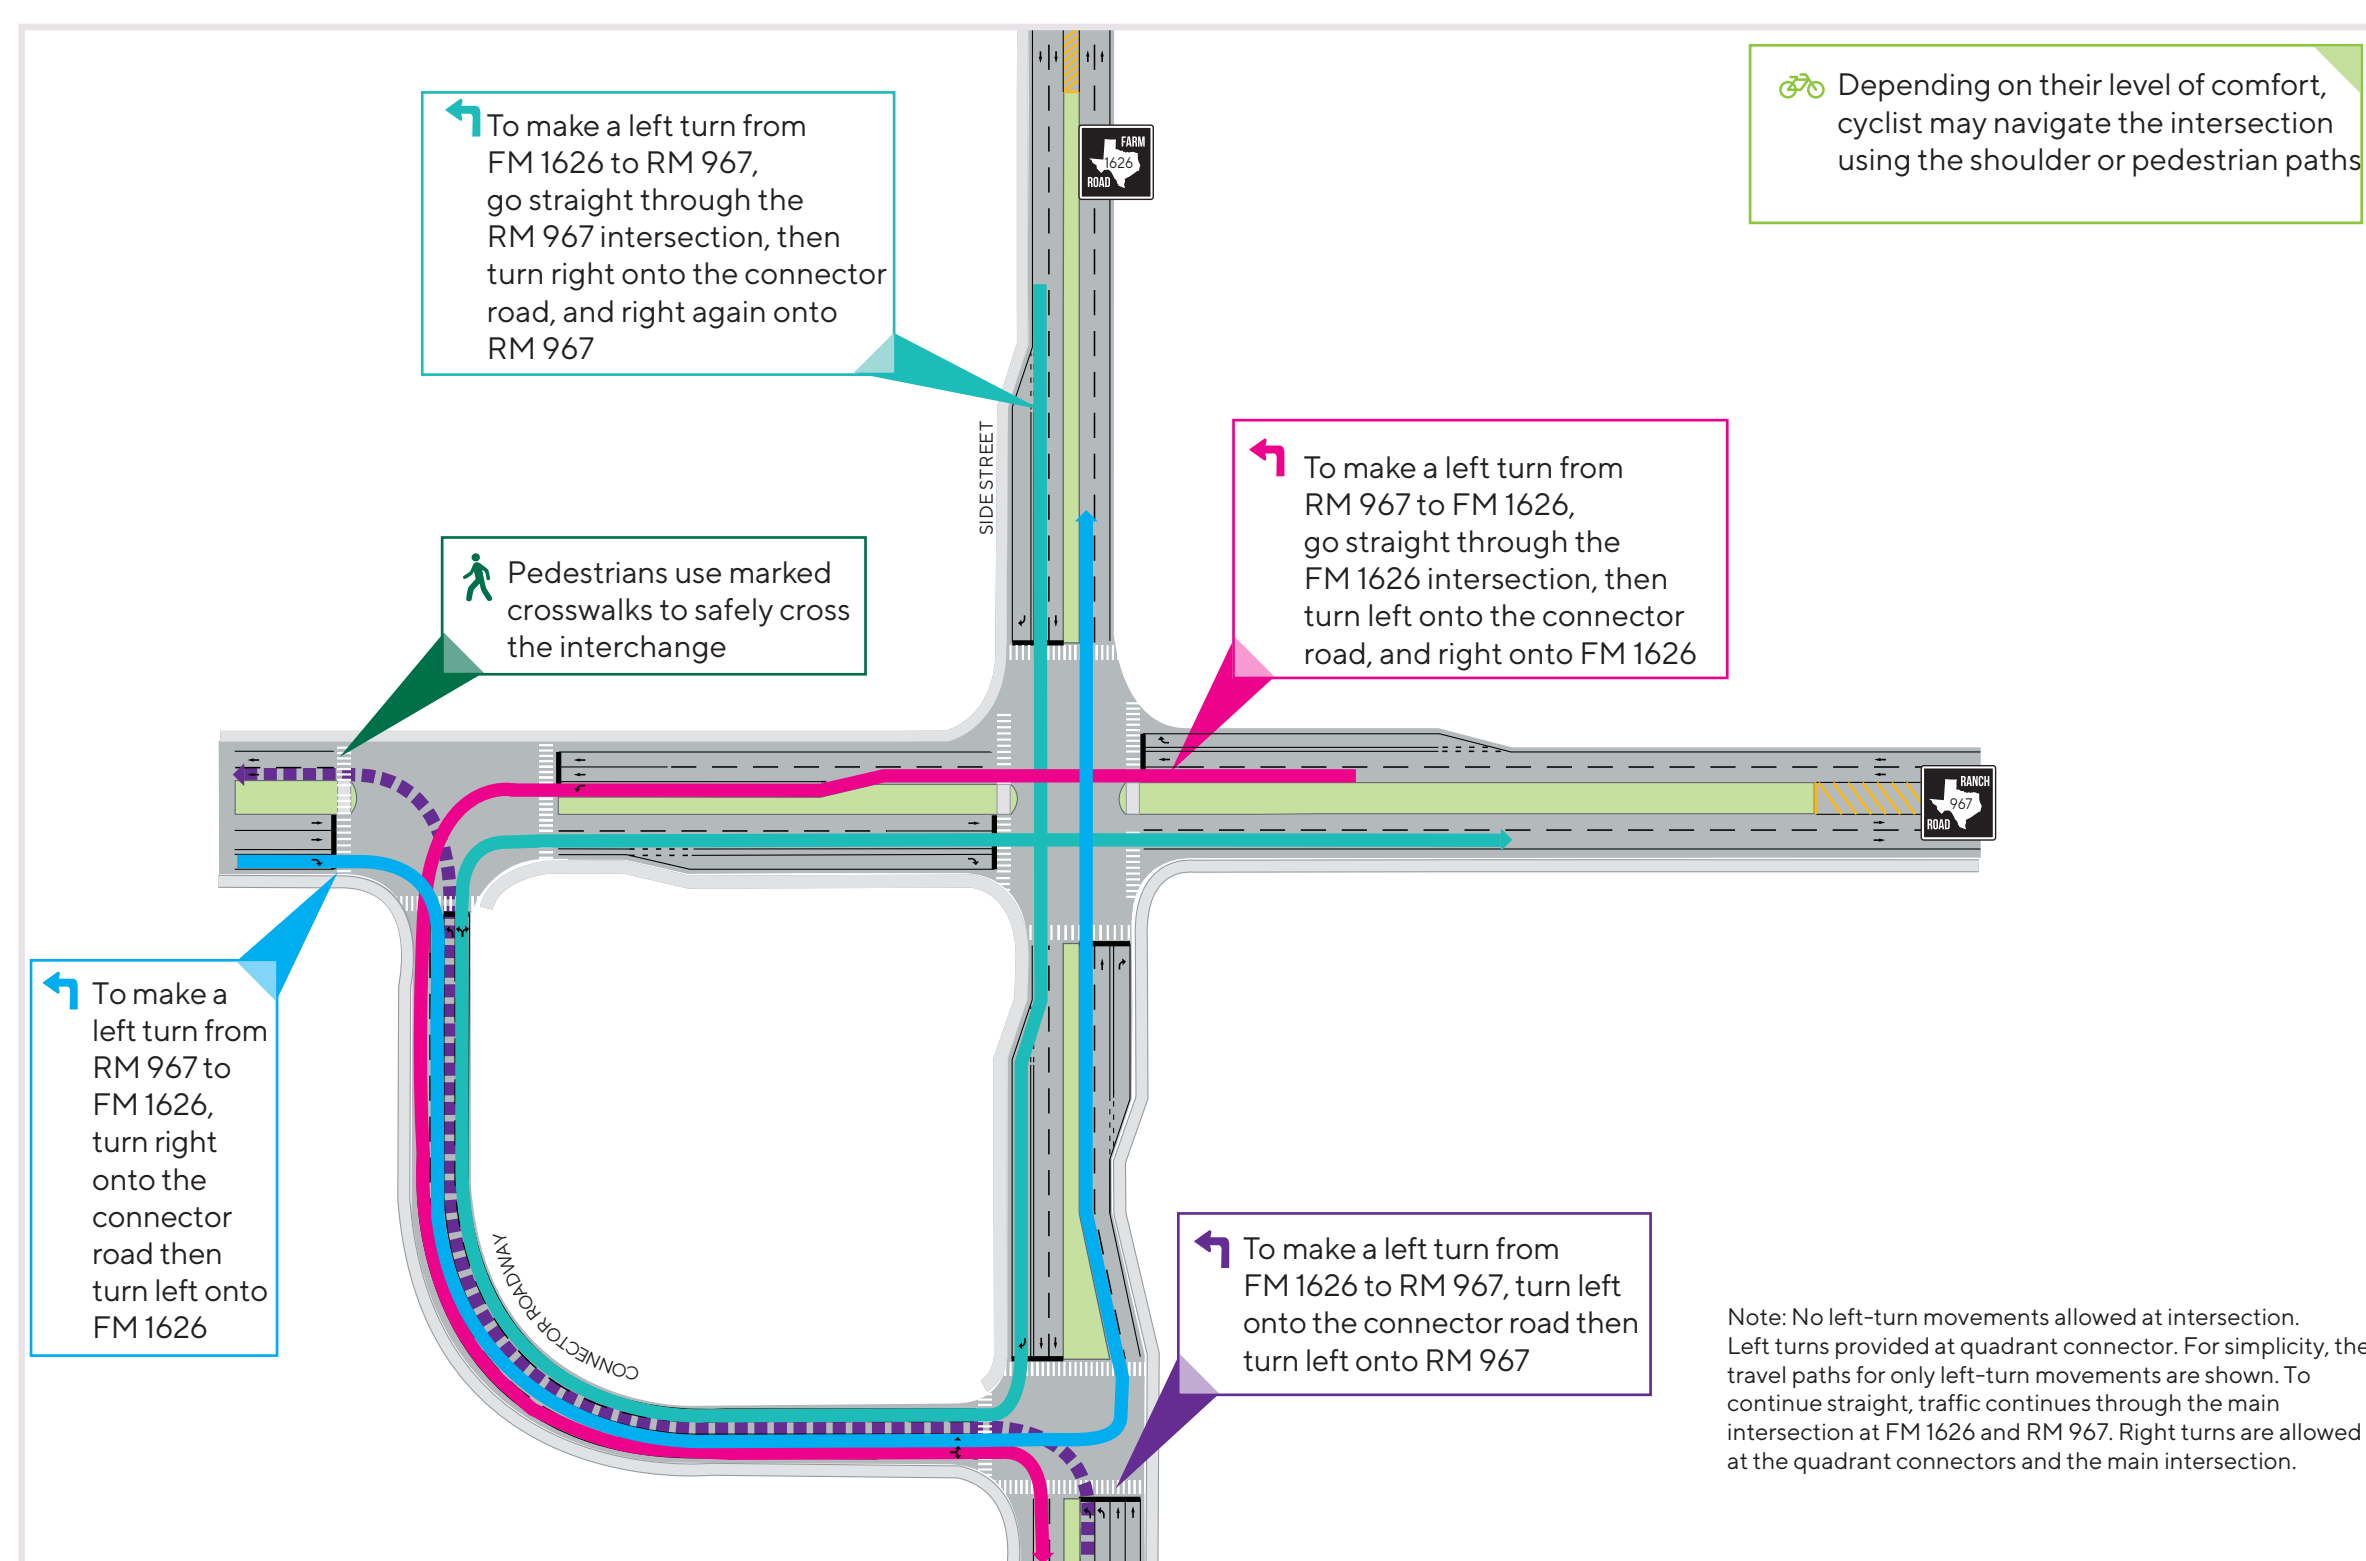 To make a left turn from
FM 1626 to RM 967,
go straight through the
RM 967 intersection, then
turn right onto the connector
road, and right again onto
RM 967
FARM
1626
ROAD
Depending on their level of comfort,
cyclist may navigate the intersection
using the shoulder or pedestrian paths
SIDE STREET
To make a left turn from
RM 967 to FM 1626,
go straight through the
FM 1626 intersection, then
turn left onto the connector
road, and right onto FM 1626
Pedestrians use marked
crosswalks to safely cross
the interchange
RANCH
967
ROAD
To make a
left turn from
RM 967 to
FM 1626,
turn right
onto the
connector
road then
turn left onto
FM 1626
CONNECTOR ROADWAY
To make a left turn from
FM 1626 to RM 967, turn left
onto the connector road then
turn left onto RM 967
Note: No left-turn movements allowed at intersection.
Left turns provided at quadrant connector. For simplicity, the
travel paths for only left-turn movements are shown. To
continue straight, traffic continues through the main
intersection at FM 1626 and RM 967. Right turns are allowed
at the quadrant connectors and the main intersection.